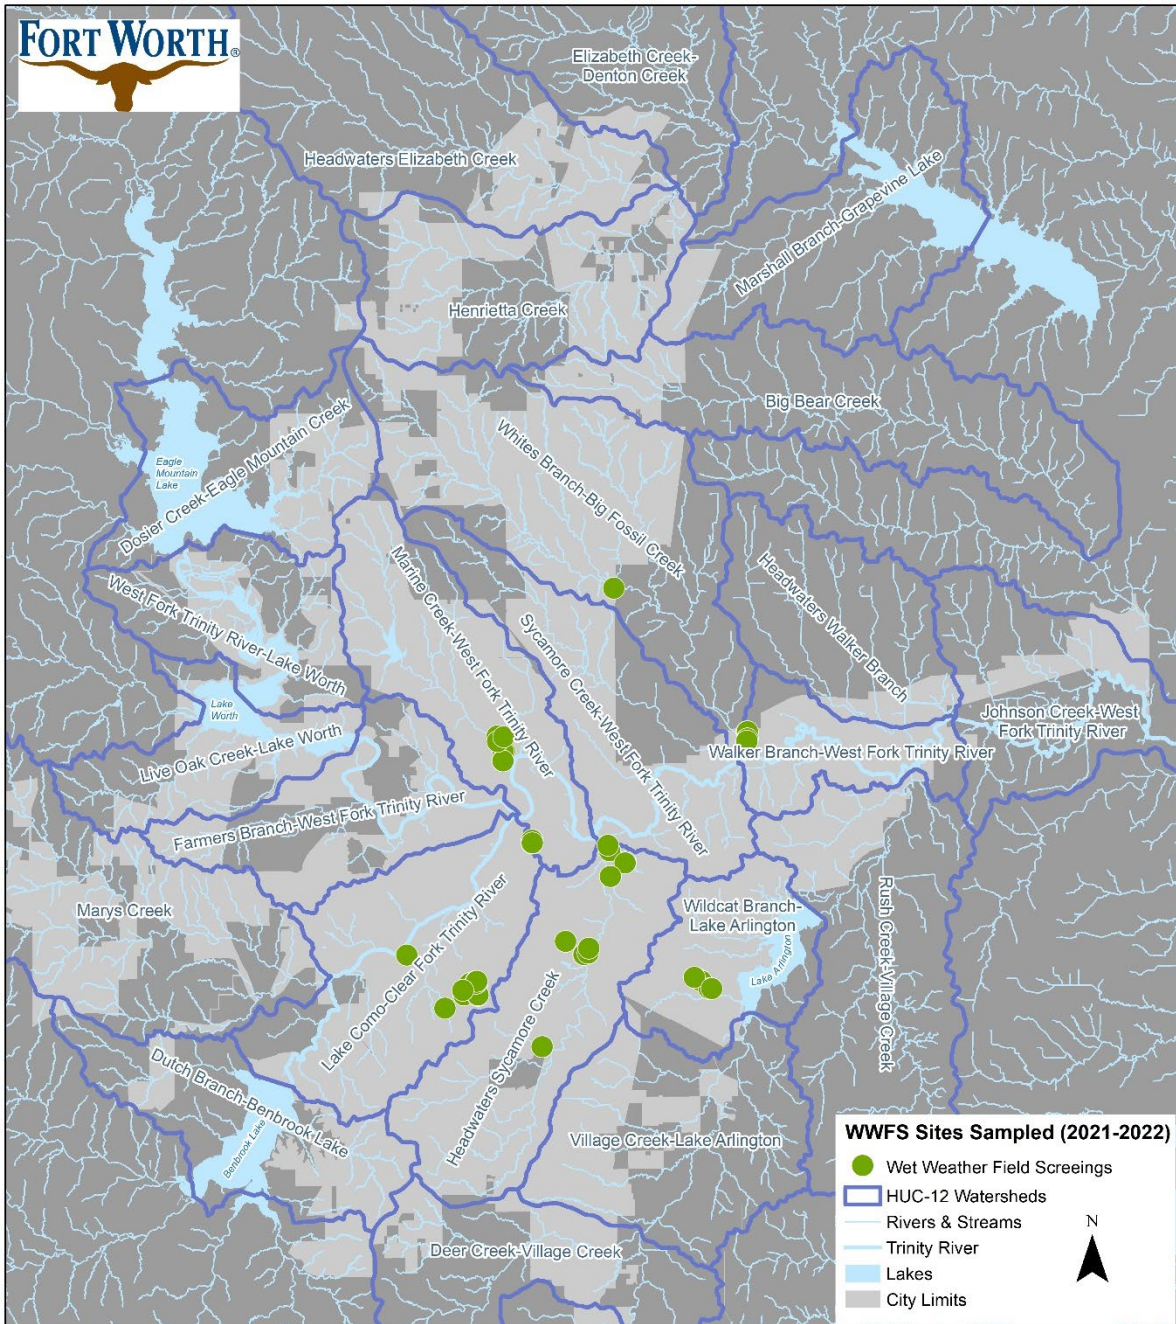 FORT WORTH®
Elizabeth Creek-
Denton Creek
Headwaters Elizabeth Creek
Marshall Branch-Grapevine Lake
Henrietta Creek
Big Bear Creek
Eagle
Mountain
Lake
Dosier Creek-Eagle Mountain Creek
Whites Branch-Big Fossil Creek
Marine Creek-West Fork Trinity River
Headwaters Walker Branch
West Fork Trinity River-Lake Worth
Sycamore Creek-West Fork Trinity River
Lake
Worth
Live Oak Creek-Lake Worth
Johnson Creek-West
Fork Trinity River
Walker Branch-West Fork Trinity River
Farmers Branch-West Fork Trinity River
Marys Creek
Lake Como-Clear Fork Trinity River
Wildcat Branch-
Lake Arlington
Lake Arlington
Rush Creek-Village Creek
Headwaters Sycamore Creek
Dutch Branch-Benbrook Lake
Benbrook Lake
Village Creek-Lake Arlington
Deer Creek-Village Creek
WWFS Sites Sampled (2021-2022)
Wet Weather Field Screeings
HUC-12 Watersheds
Rivers & Streams
Trinity River
Lakes
City Limits
N